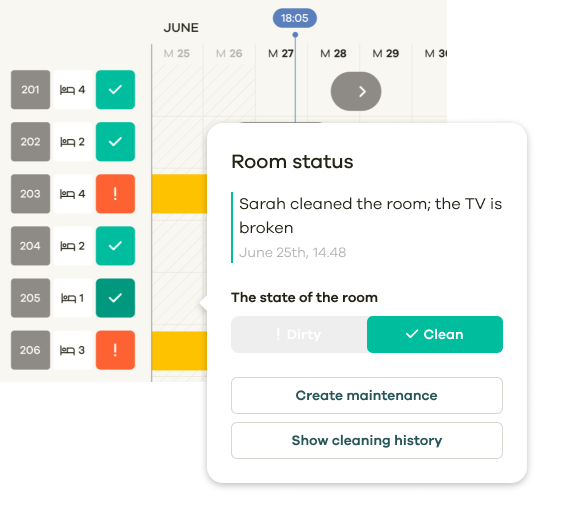 18:05
JUNE
M 25 M 26 M 27 M 28 M 29
201 4
202 2
203 4 !
204 2
205 1
206 3 !
Room status
Sarah cleaned the room; the TV is
broken
June 25th, 14.48
The state of the room
! Dirty Clean
Create maintenance
Show cleaning history